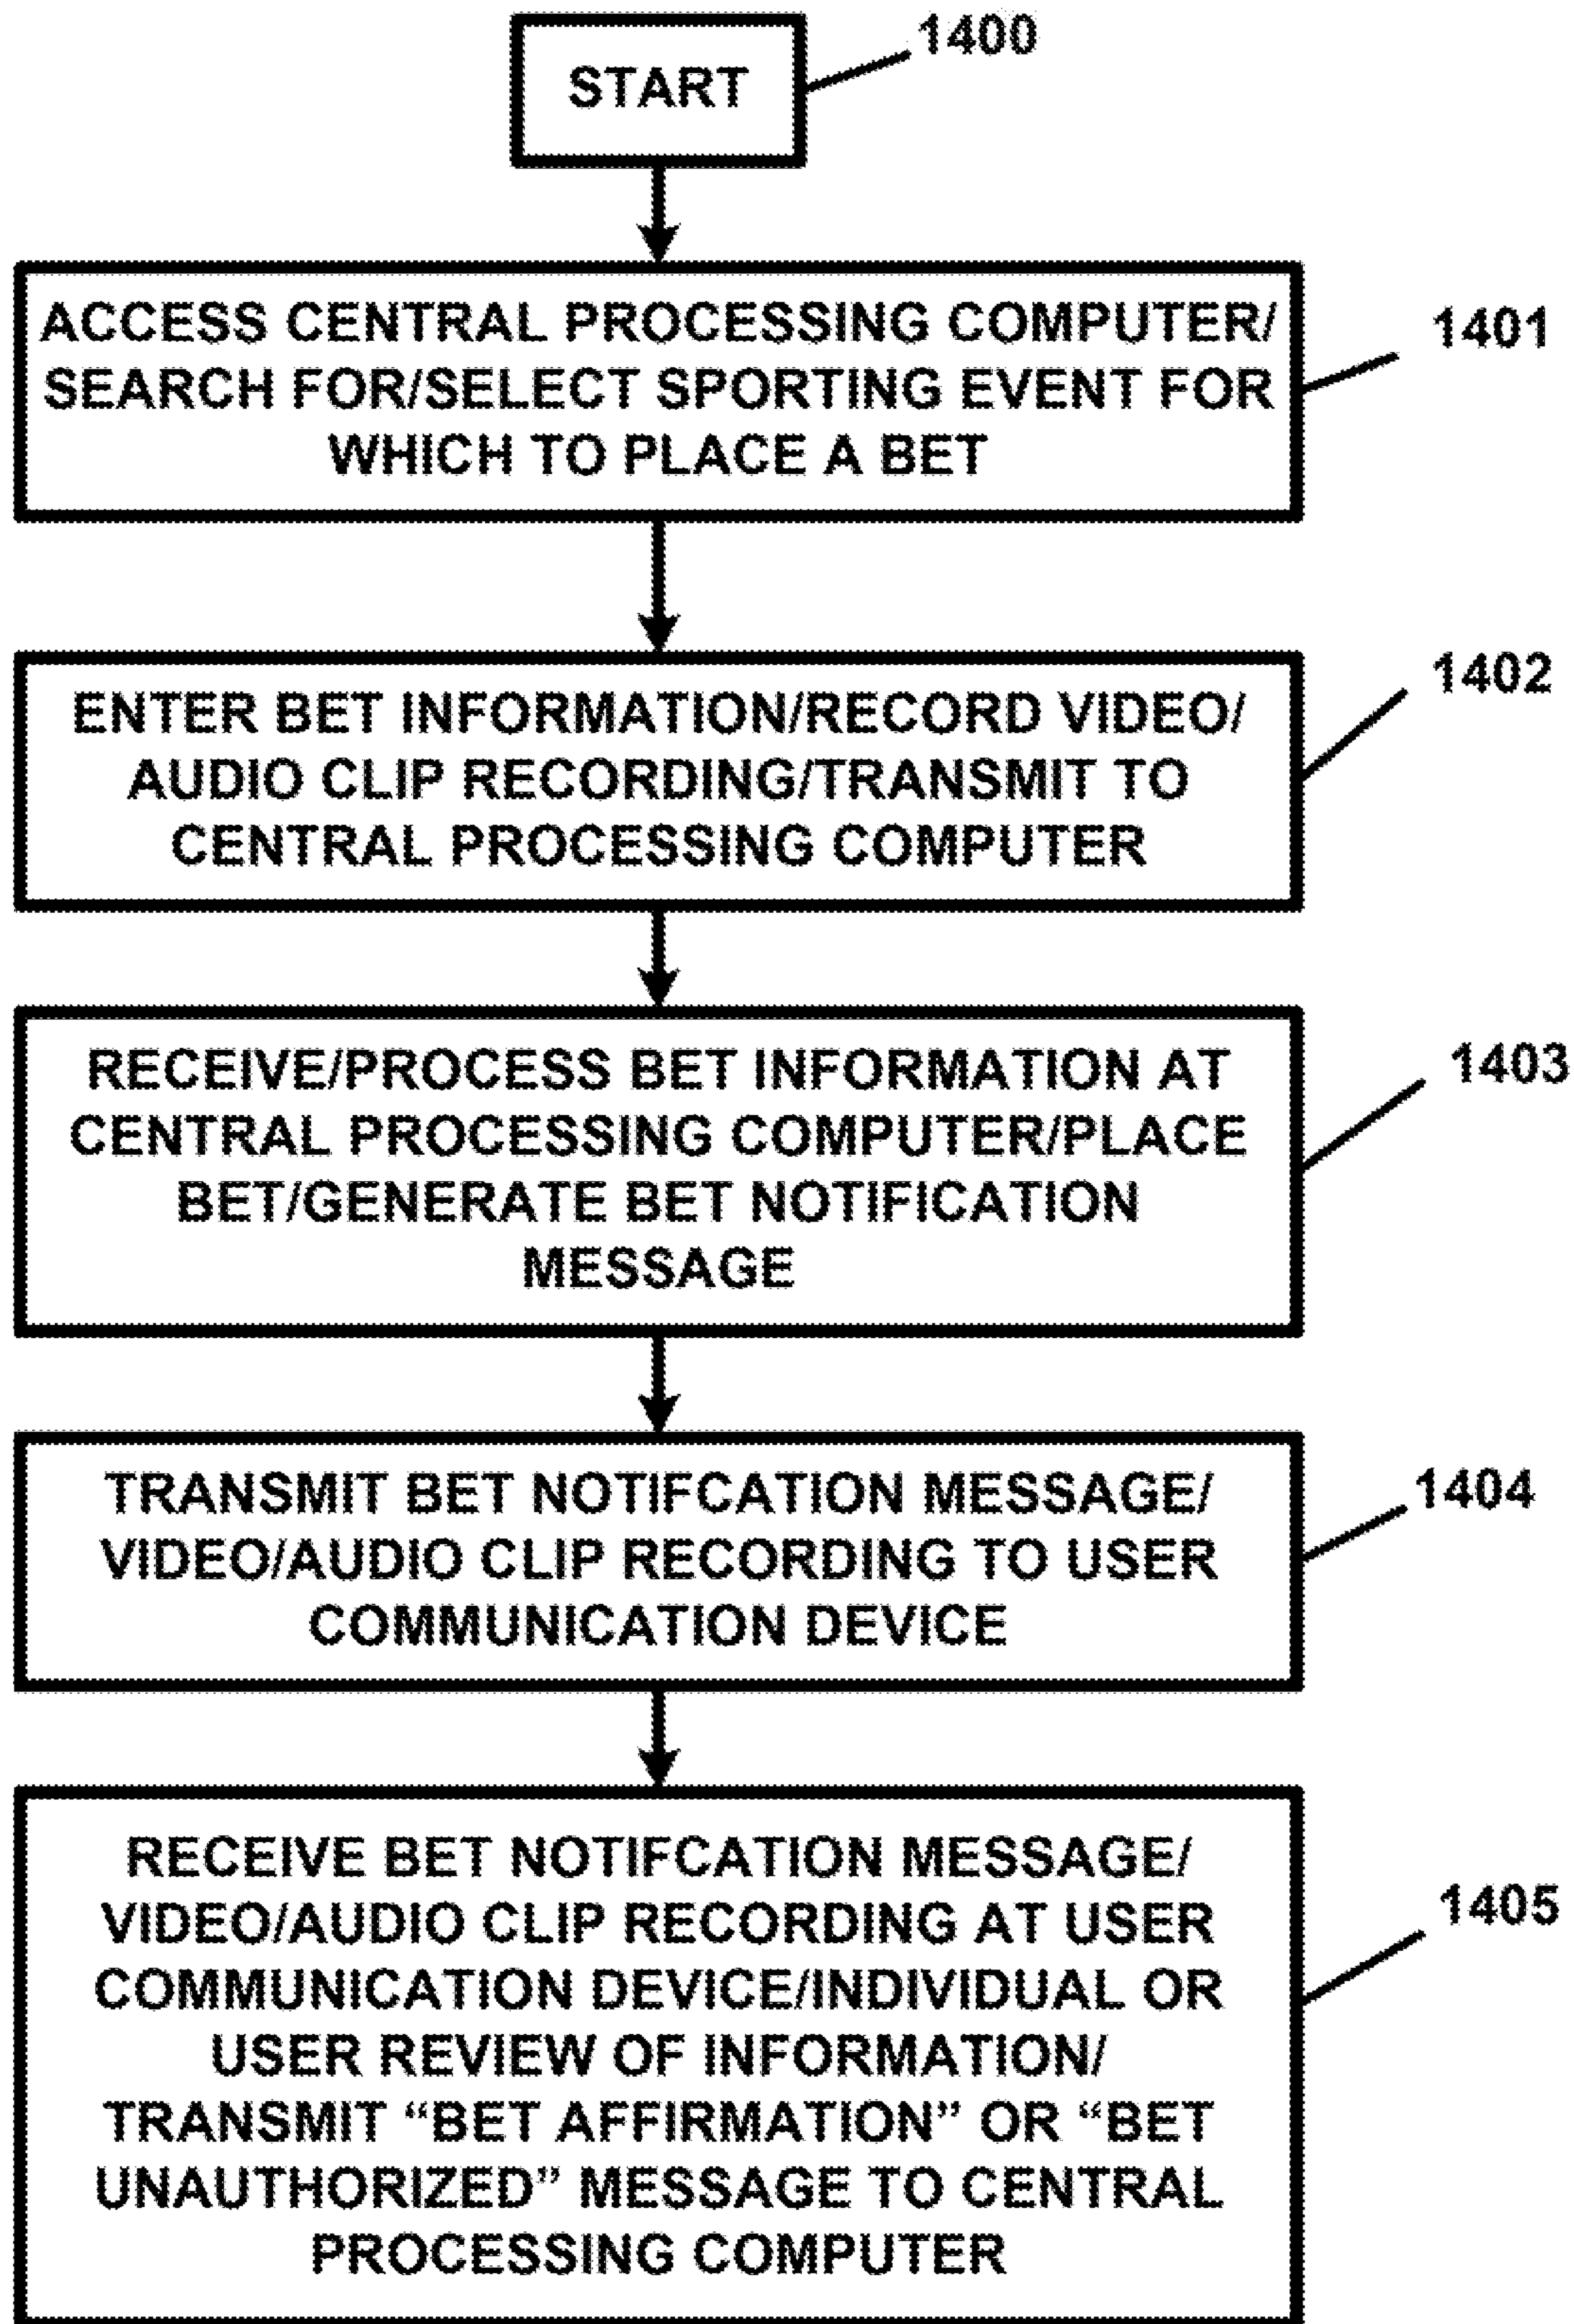 1400
START
ACCESS CENTRAL PROCESSING COMPUTER/
SEARCH FOR/SELECT SPORTING EVENT FOR
WHICH TO PLACE A BET
1401
ENTER BET INFORMATION/RECORD VIDEO/
AUDIO CLIP RECORDING/TRANSMIT TO
CENTRAL PROCESSING COMPUTER
1402
RECEIVE/PROCESS BET INFORMATION AT
CENTRAL PROCESSING COMPUTER/PLACE
BET/GENERATE BET NOTIFICATION
MESSAGE
1403
TRANSMIT BET NOTIFCATION MESSAGE/
VIDEO/AUDIO CLIP RECORDING TO USER
COMMUNICATION DEVICE
1404
RECEIVE BET NOTIFCATION MESSAGE/
VIDEO/AUDIO CLIP RECORDING AT USER
COMMUNICATION DEVICE/INDIVIDUAL OR
USER REVIEW OF INFORMATION/
TRANSMIT “BET AFFIRMATION” OR “BET
UNAUTHORIZED” MESSAGE TO CENTRAL
PROCESSING COMPUTER
1405